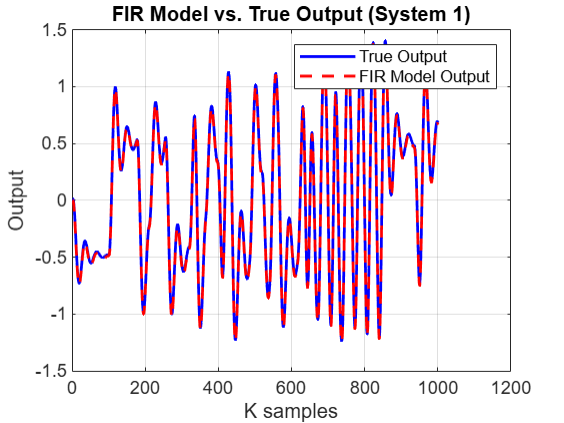 FIR Model vs. True Output (System 1)
True Output
FIR Model Output
Output
1.5
1
0.5
0
-0.5
-1
-1.5
0 200 400 600 800 1000 1200
K samples